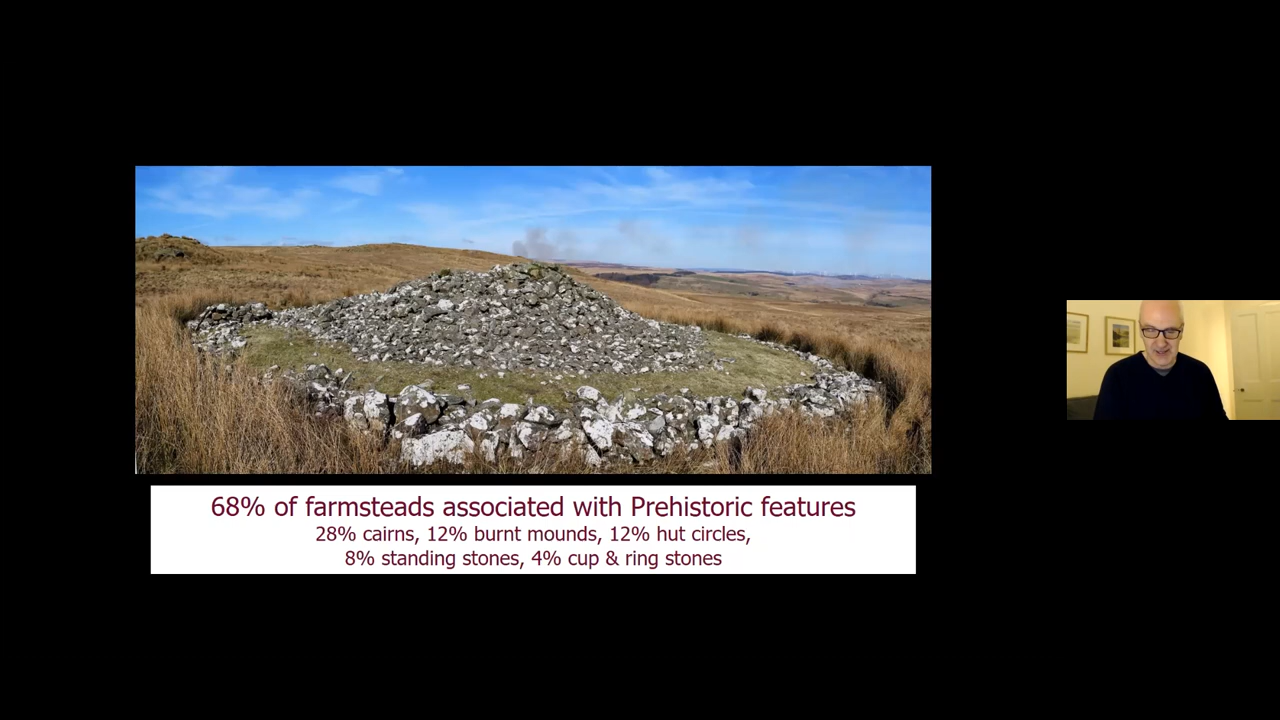 68% of farmsteads associated with Prehistoric features
28% cairns, 12% burnt mounds, 12% hut circles,
8% standing stones, 4% cup & ring stones